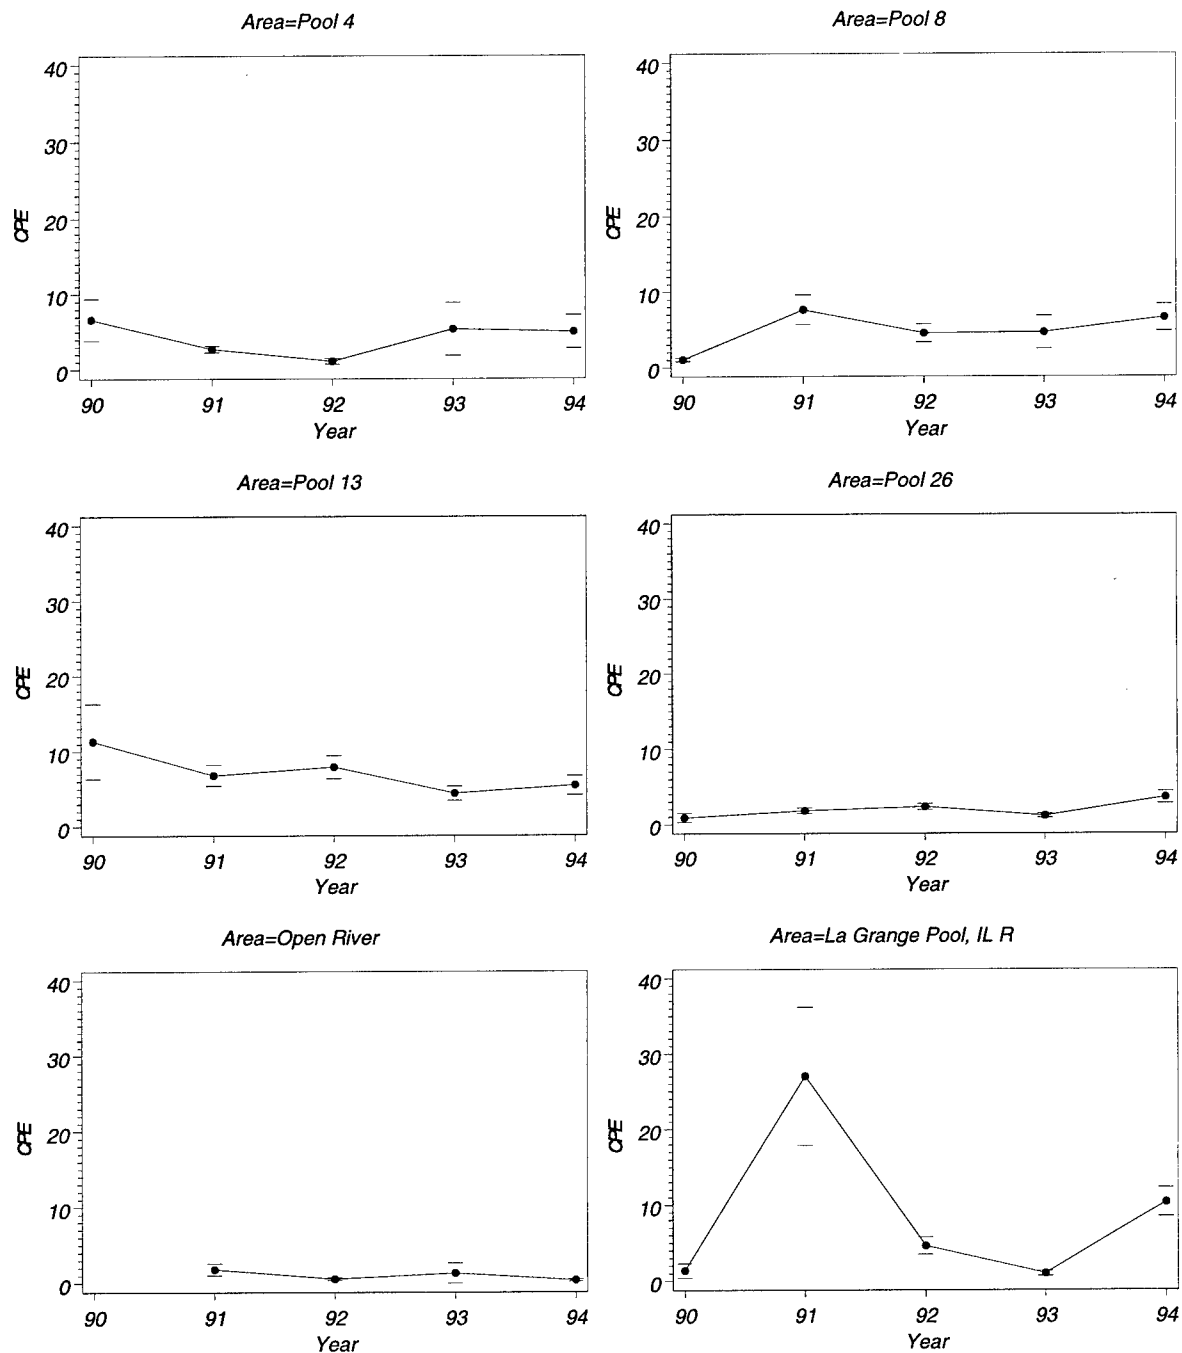 Area=Pool 4
40
30
20
10
0
CPE
90 91 92 93 94
Year
Area=Pool 8
40
30
20
10
0
CPE
90 91 92 93 94
Year
Area=Pool 13
40
30
20
10
0
CPE
90 91 92 93 94
Year
Area=Pool 26
40
30
20
10
0
CPE
90 91 92 93 94
Year
Area=Open River
40
30
20
10
0
CPE
90 91 92 93 94
Year
Area=La Grange Pool, IL R
40
30
20
10
0
CPE
90 91 92 93 94
Year